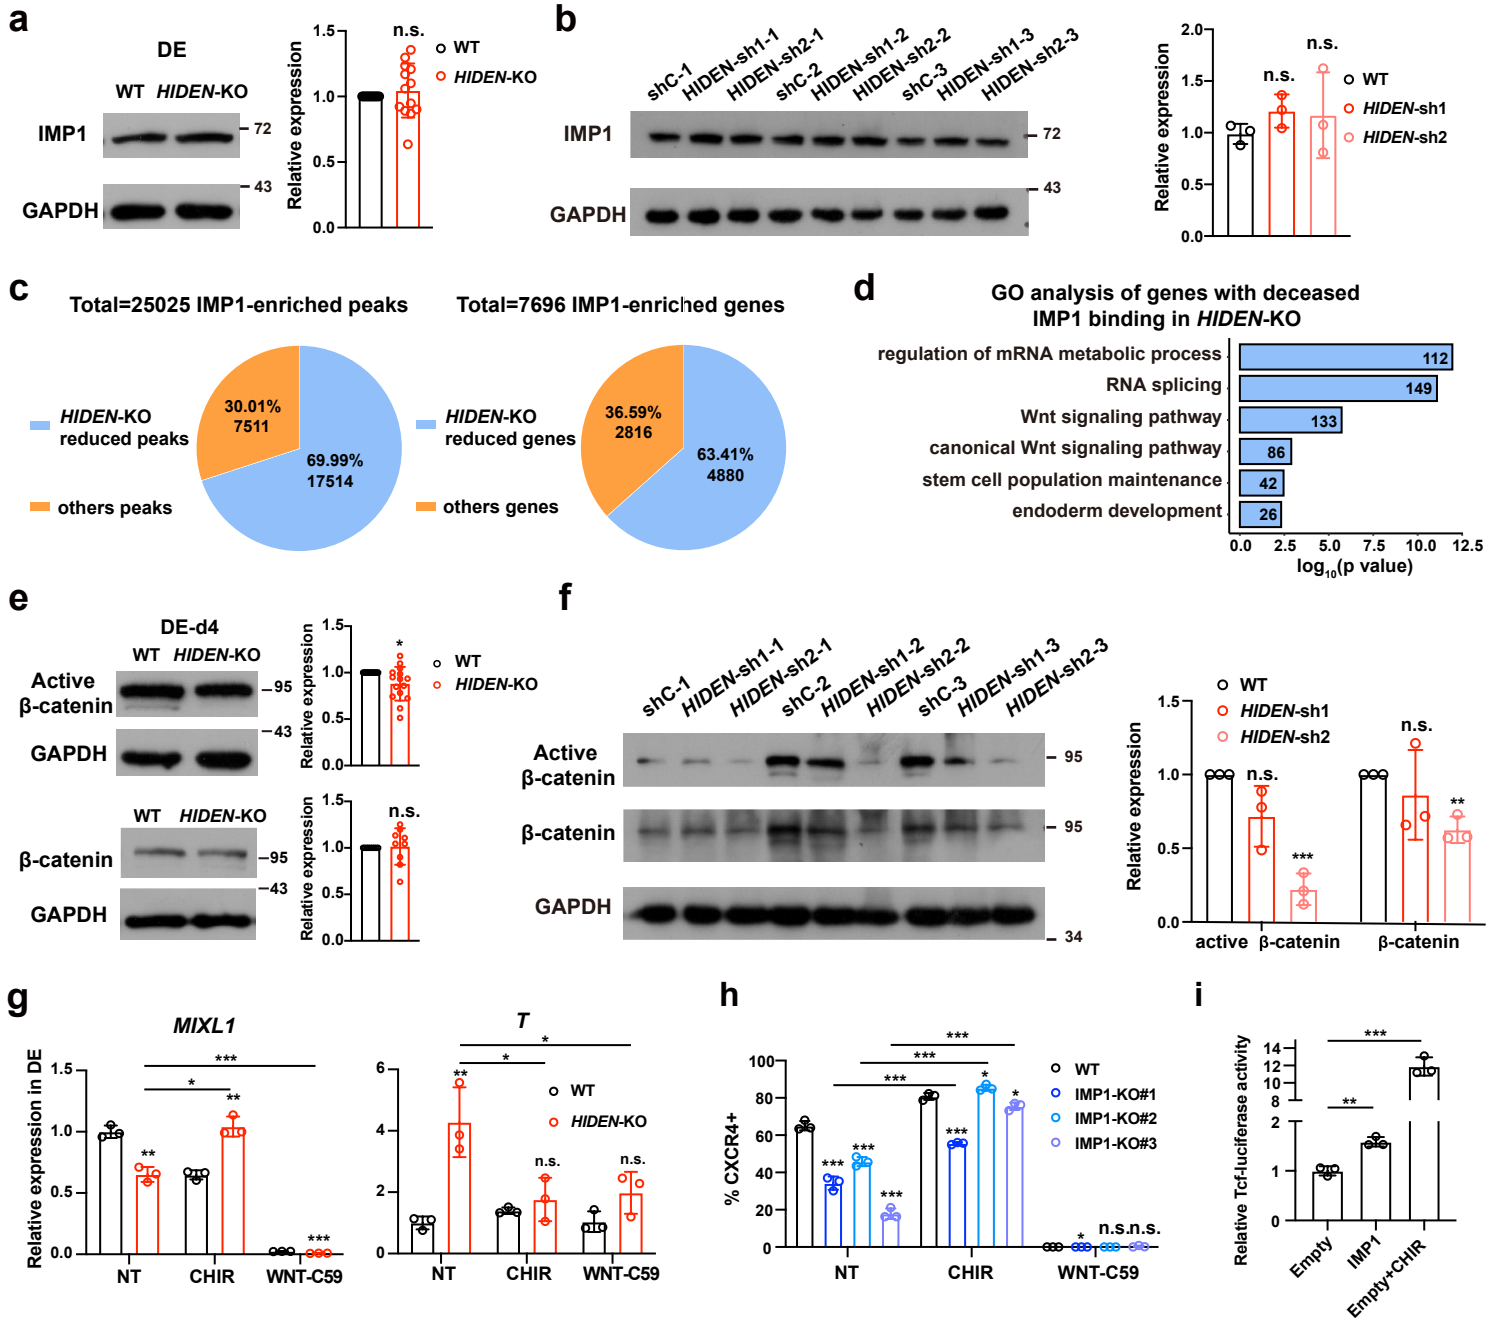 a
DE
WT HIDEN-KO
IMP1
72
GAPDH
43
Relative expression
1.5
1.0
0.5
0.0
n.s.
WT
HIDEN-KO
b
shC-1
HIDEN-sh1-1
HIDEN-sh2-1
shC-2
HIDEN-sh1-2
HIDEN-sh2-2
shC-3
HIDEN-sh1-3
HIDEN-sh2-3
IMP1
72
GAPDH
43
Relative expression
2.0
1.5
1.0
0.5
0.0
n.s.
n.s.
WT
HIDEN-sh1
HIDEN-sh2
c
Total=25025 IMP1-enriched peaks
HIDEN-KO
reduced peaks
others peaks
30.01%
7511
69.99%
17514
Total=7696 IMP1-enriched genes
HIDEN-KO
reduced genes
others genes
36.59%
2816
63.41%
4880
d
GO analysis of genes with deceased
IMP1 binding in HIDEN-KO
regulation of mRNA metabolic process 112
RNA splicing 149
Wnt signaling pathway 133
canonical Wnt signaling pathway 86
stem cell population maintenance 42
endoderm development 26
0.0 2.5 5.0 7.5 10.0 12.5
log10(p value)
e
DE-d4
WT HIDEN-KO
Active
β-catenin
95
43
GAPDH
WT HIDEN-KO
β-catenin
95
43
GAPDH
Relative expression
1.5
1.0
0.5
0.0
*
WT
HIDEN-KO
Relative expression
1.5
1.0
0.5
0.0
n.s.
f
shC-1
HIDEN-sh1-1
HIDEN-sh2-1
shC-2
HIDEN-sh1-2
HIDEN-sh2-2
shC-3
HIDEN-sh1-3
HIDEN-sh2-3
Active
β-catenin
95
β-catenin
95
GAPDH
34
Relative expression
1.5
1.0
0.5
0.0
WT
HIDEN-sh1
HIDEN-sh2
n.s.
***
n.s.
**
active β-catenin
β-catenin
g
MIXL1
Relative expression in DE
1.5
1.0
0.5
0.0
***
*
**
**
***
NT CHIR WNT-C59
T
6
4
2
0
*
*
**
n.s.
n.s.
WT
HIDEN-KO
NT CHIR WNT-C59
h
% CXCR4+
100
80
60
40
20
0
***
***
***
***
***
***
***
*
*
*
n.s.n.s.
NT CHIR WNT-C59
WT
IMP1-KO#1
IMP1-KO#2
IMP1-KO#3
i
Relative Tcf-luciferase activity
14
12
10
8
2
1
0
***
**
Empty
IMP1
Empty+CHIR